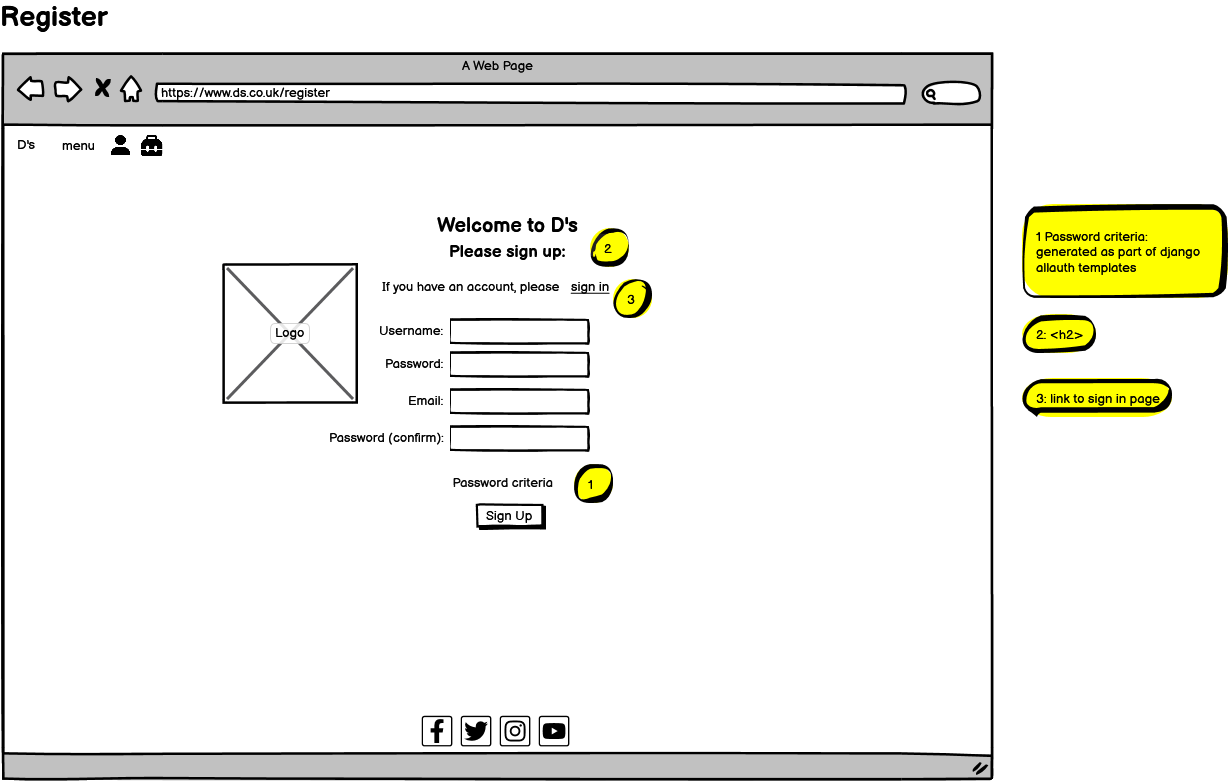 Register
A Web Page
https://www.ds.co.uk/register
D's
menu
Welcome to D's
Please sign up:
2
If you have an account, please sign in
3
Logo
Username:
Password:
Email:
Password (confirm):
Password criteria
1
Sign Up
1 Password criteria:
generated as part of django
allauth templates
2: <h2>
3: link to sign in page